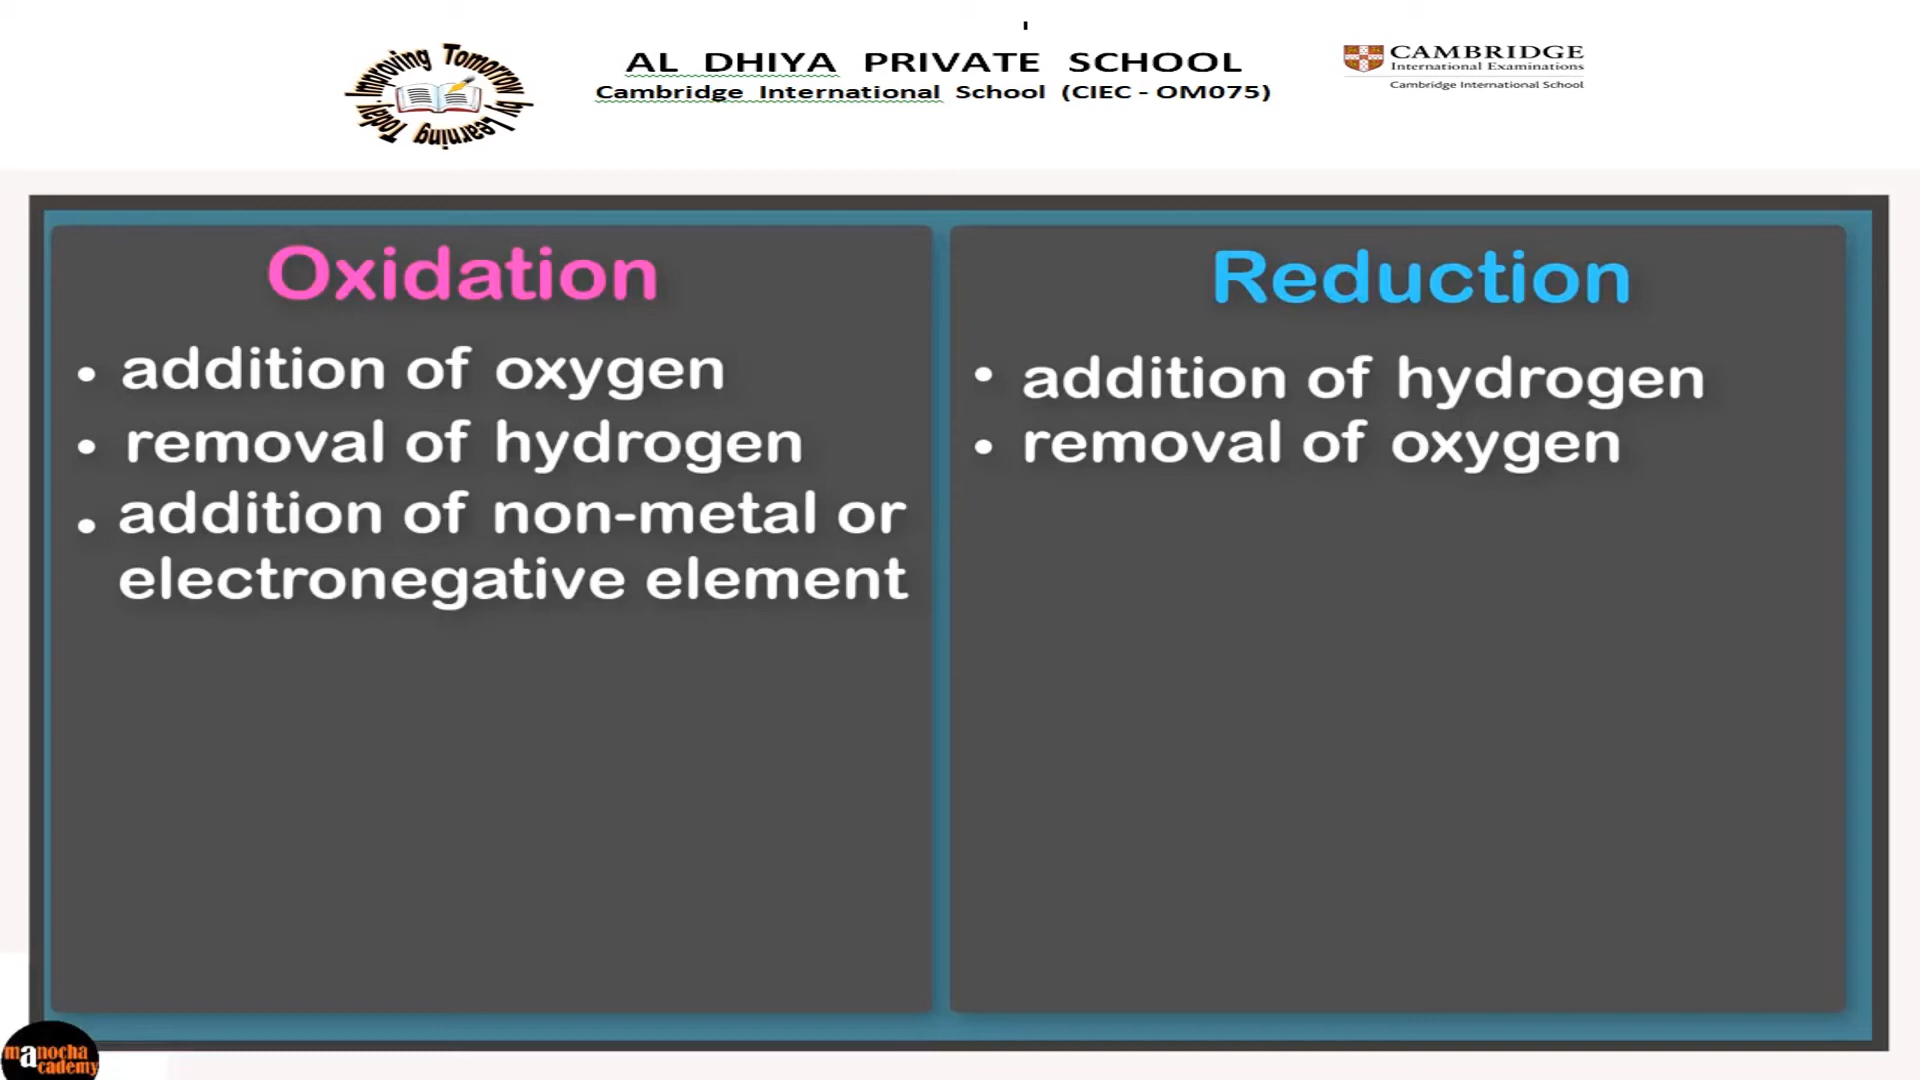 Improving Tomorrow by Learning Today
AL DHIYA PRIVATE SCHOOL
Cambridge International School (CIEC - OM075)
CAMBRIDGE
International Examinations
Cambridge International School
Oxidation
• addition of oxygen
• removal of hydrogen
• addition of non-metal or
electronegative element
Reduction
• addition of hydrogen
• removal of oxygen
manocha
academy